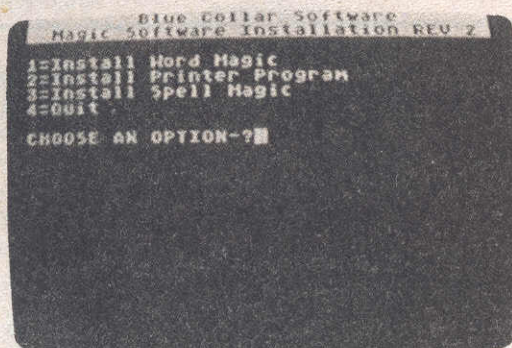 Blue Collar Software
Magic Software Installation REV 2
1=Install Word Magic
2=Install Printer Program
3=Install Spell Magic
4=Quit
CHOOSE AN OPTION-?